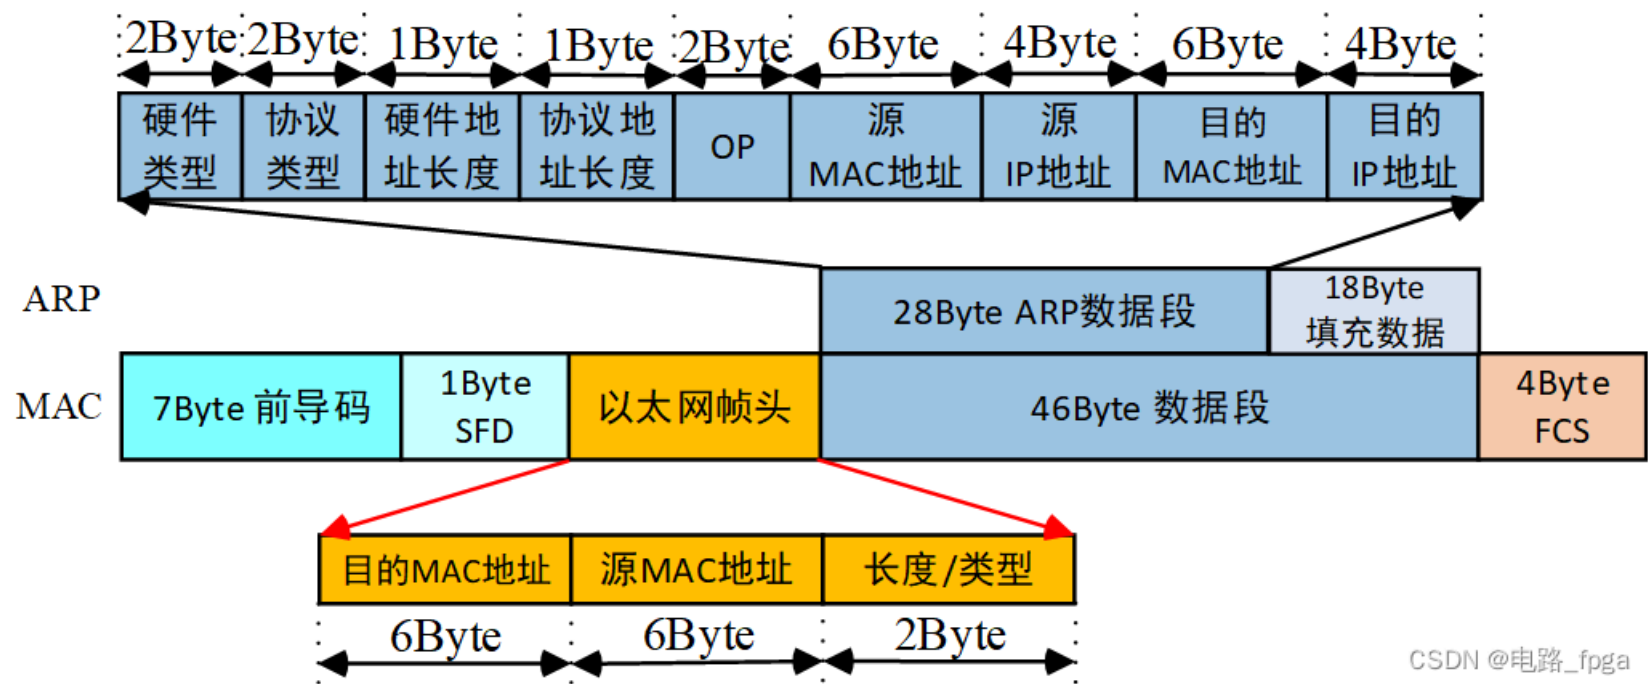 2Byte 2Byte 1Byte 1Byte 2Byte 6Byte 4Byte 6Byte 4Byte
硬件 协议 硬件地 协议地 OP 源 源 目的 目的
类型 类型 址长度 址长度 MAC地址 IP地址 MAC地址 IP地址
ARP 28Byte ARP数据段 18Byte
填充数据
MAC 7Byte 前导码 1Byte 以太网帧头 46Byte 数据段 4Byte
SFD FCS
目的MAC地址 源MAC地址 长度/类型
6Byte 6Byte 2Byte
CSDN @电路_fpga